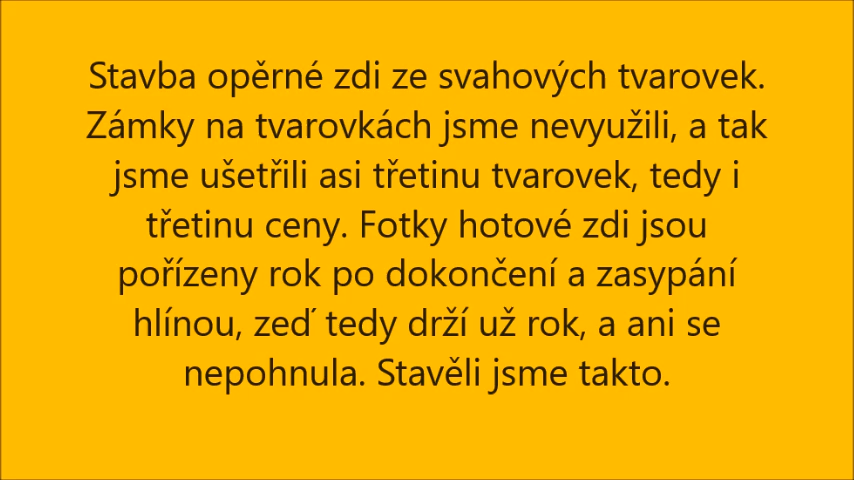 Stavba opěrné zdi ze svahových tvarovek.
Zámky na tvarovkách jsme nevyužili, a tak
jsme ušetřili asi třetinu tvarovek, tedy i
třetinu ceny. Fotky hotové zdi jsou
pořízeny rok po dokončení a zasypání
hlínou, zeď tedy drží už rok, a ani se
nepohnula. Stavěli jsme takto.